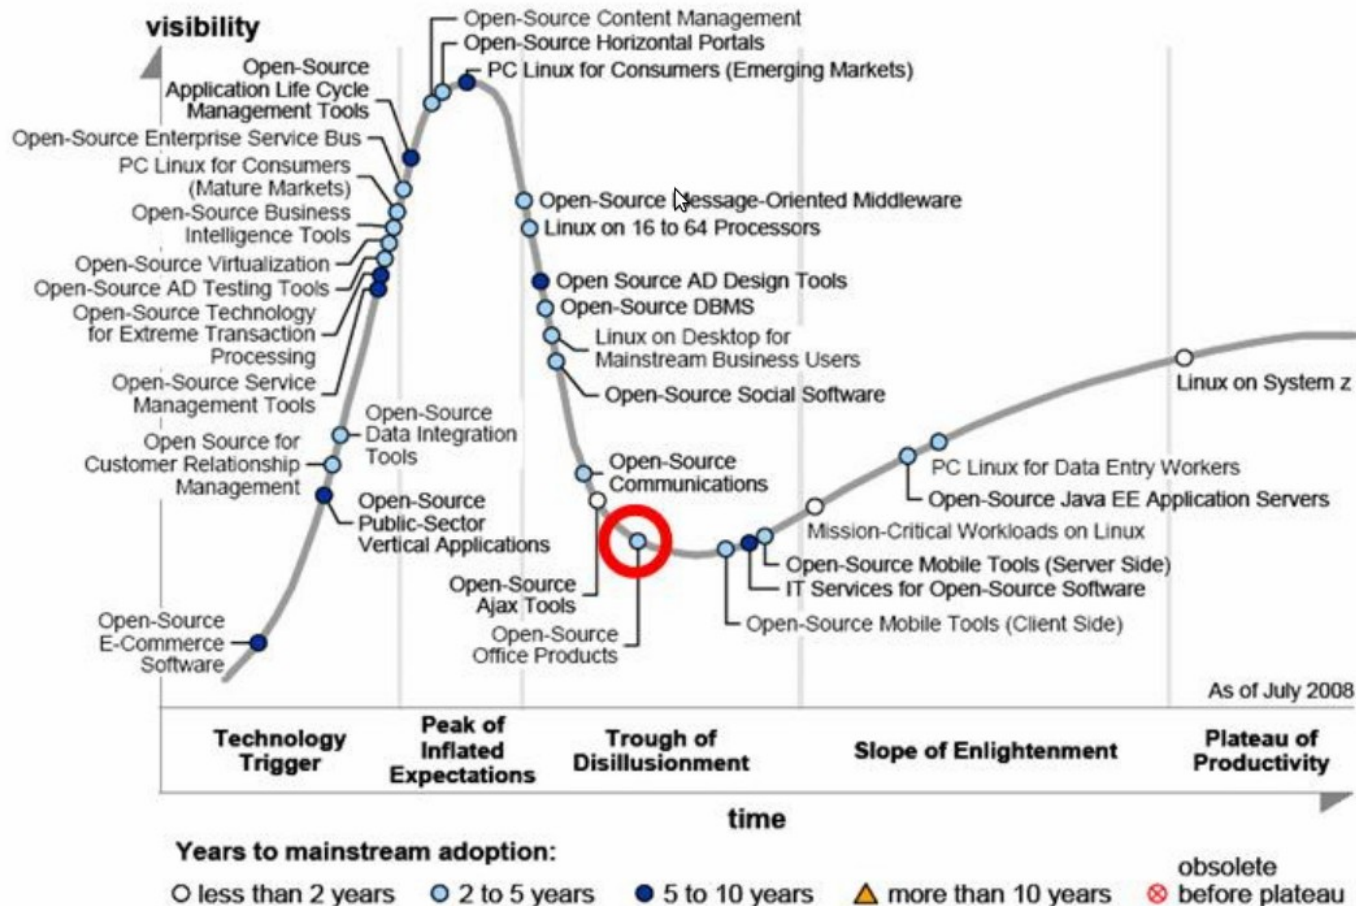 visibility
Open-Source Content Management
Open-Source Horizontal Portals
PC Linux for Consumers (Emerging Markets)
Open-Source
Application Life Cycle
Management Tools
Open-Source Enterprise Service Bus
PC Linux for Consumers
(Mature Markets)
Open-Source Business
Intelligence Tools
Open-Source Virtualization
Open-Source AD Testing Tools
Open-Source Technology
for Extreme Transaction
Processing
Open-Source Service
Management Tools
Open-Source
Data Integration
Tools
Open Source for
Customer Relationship
Management
Open-Source
Public-Sector
Vertical Applications
Open-Source
E-Commerce
Software
Open-Source Message-Oriented Middleware
Linux on 16 to 64 Processors
Open Source AD Design Tools
Open-Source DBMS
Linux on Desktop for
Mainstream Business Users
Open-Source Social Software
Open-Source
Communications
Open-Source
Ajax Tools
Open-Source
Office Products
Linux on System z
PC Linux for Data Entry Workers
Open-Source Java EE Application Servers
Mission-Critical Workloads on Linux
Open-Source Mobile Tools (Server Side)
IT Services for Open-Source Software
Open-Source Mobile Tools (Client Side)
As of July 2008
Technology
Trigger
Peak of
Inflated
Expectations
Trough of
Disillusionment
Slope of Enlightenment
Plateau of
Productivity
time
Years to mainstream adoption:
less than 2 years
2 to 5 years
5 to 10 years
more than 10 years
obsolete
before plateau